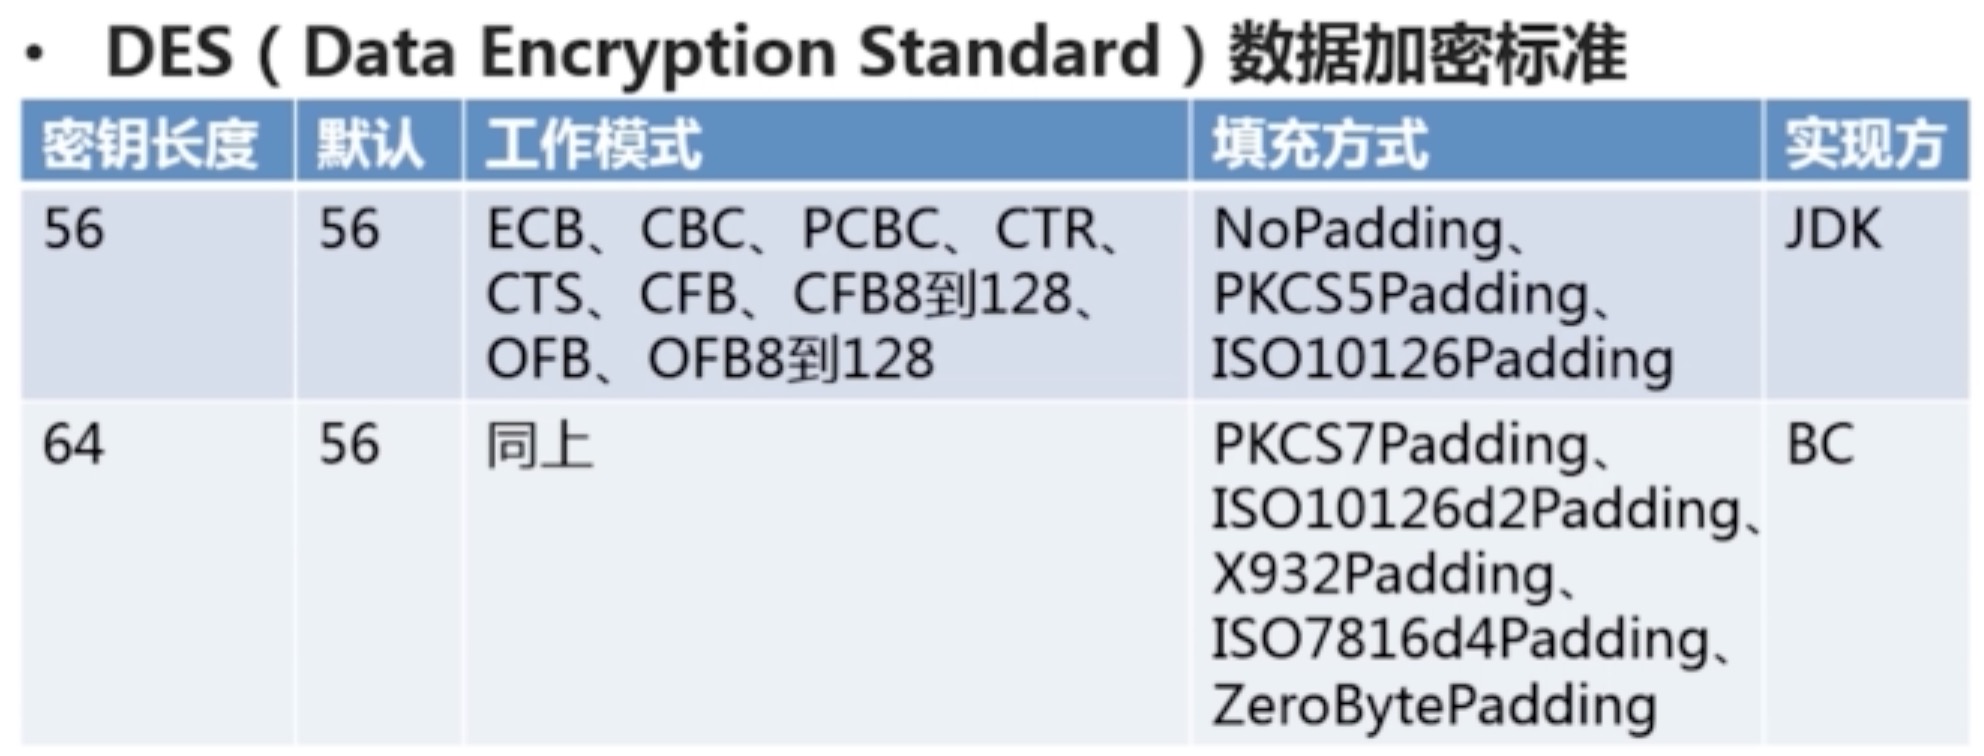 • DES（Data Encryption Standard）数据加密标准
密钥长度 默认 工作模式 填充方式 实现方
56 56 ECB、CBC、PCBC、CTR、 NoPadding、 JDK
CTS、CFB、CFB8到128、 PKCS5Padding、
OFB、OFB8到128 ISO10126Padding
64 56 同上 PKCS7Padding、 BC
ISO10126d2Padding、
X932Padding、
ISO7816d4Padding、
ZeroBytePadding